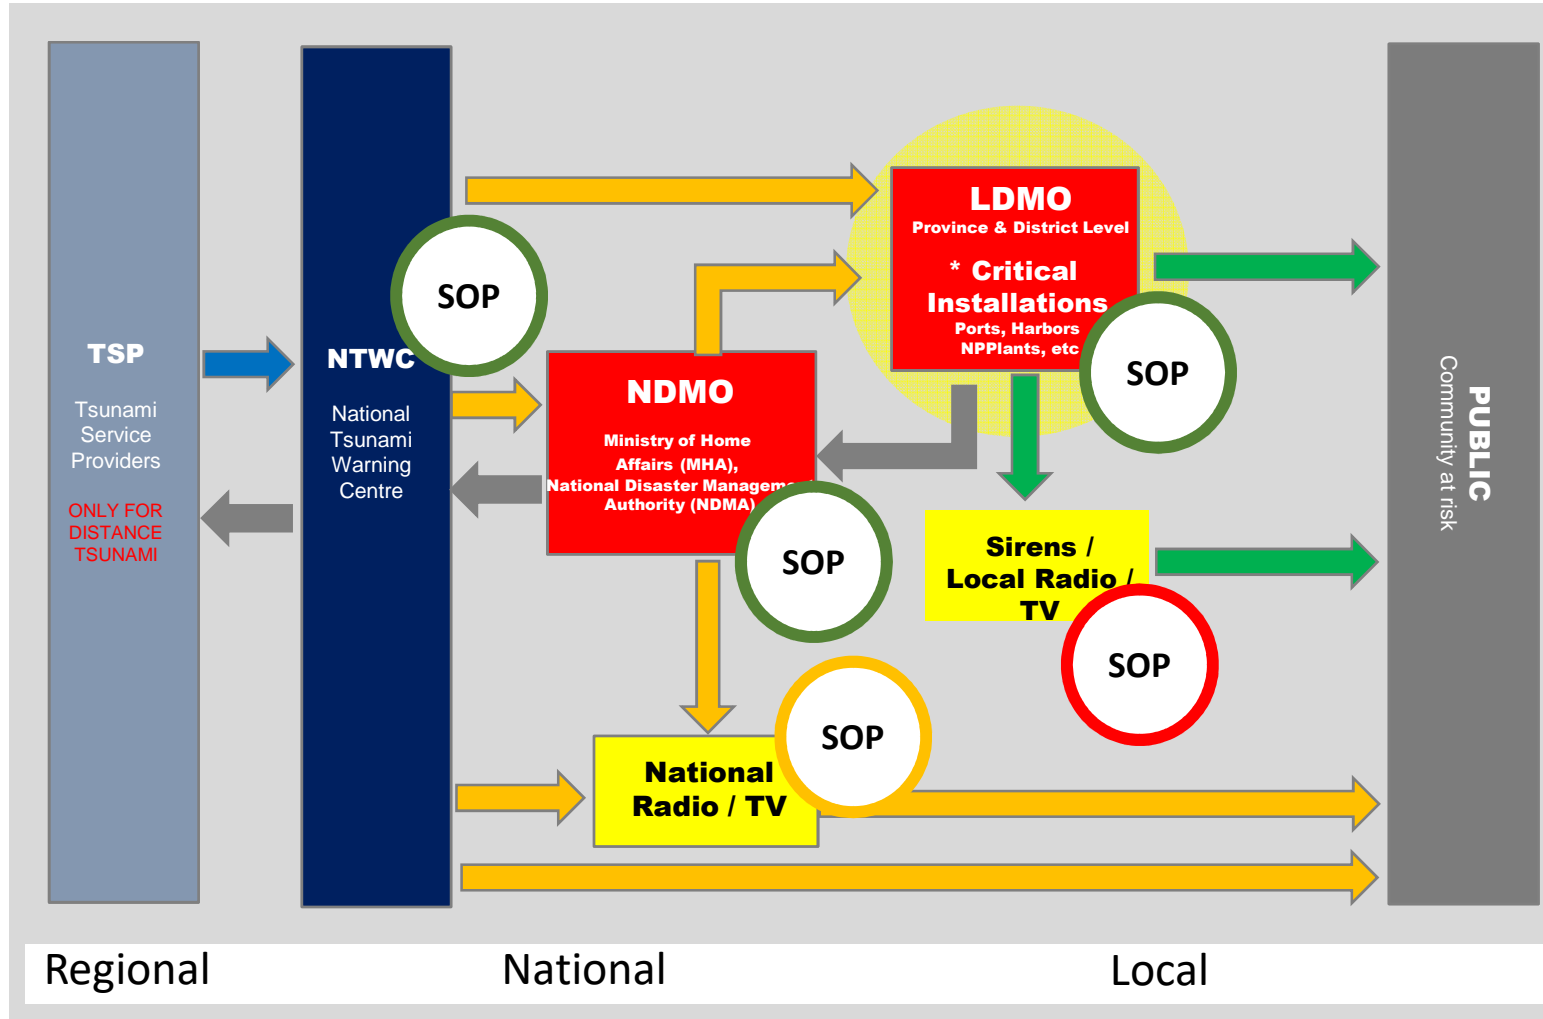 TSP
Tsunami
Service
Providers
ONLY FOR
DISTANCE
TSUNAMI
NTWC
National
Tsunami
Warning
Centre
SOP
NDMO
Ministry of Home
Affairs (MHA),
National Disaster Management
Authority (NDMA)
SOP
LDMO
Province & District Level
* Critical
Installations
Ports, Harbors
NPPlants, etc
SOP
Sirens /
Local Radio /
TV
SOP
National
Radio / TV
SOP
PUBLIC
Community at risk
Regional
National
Local